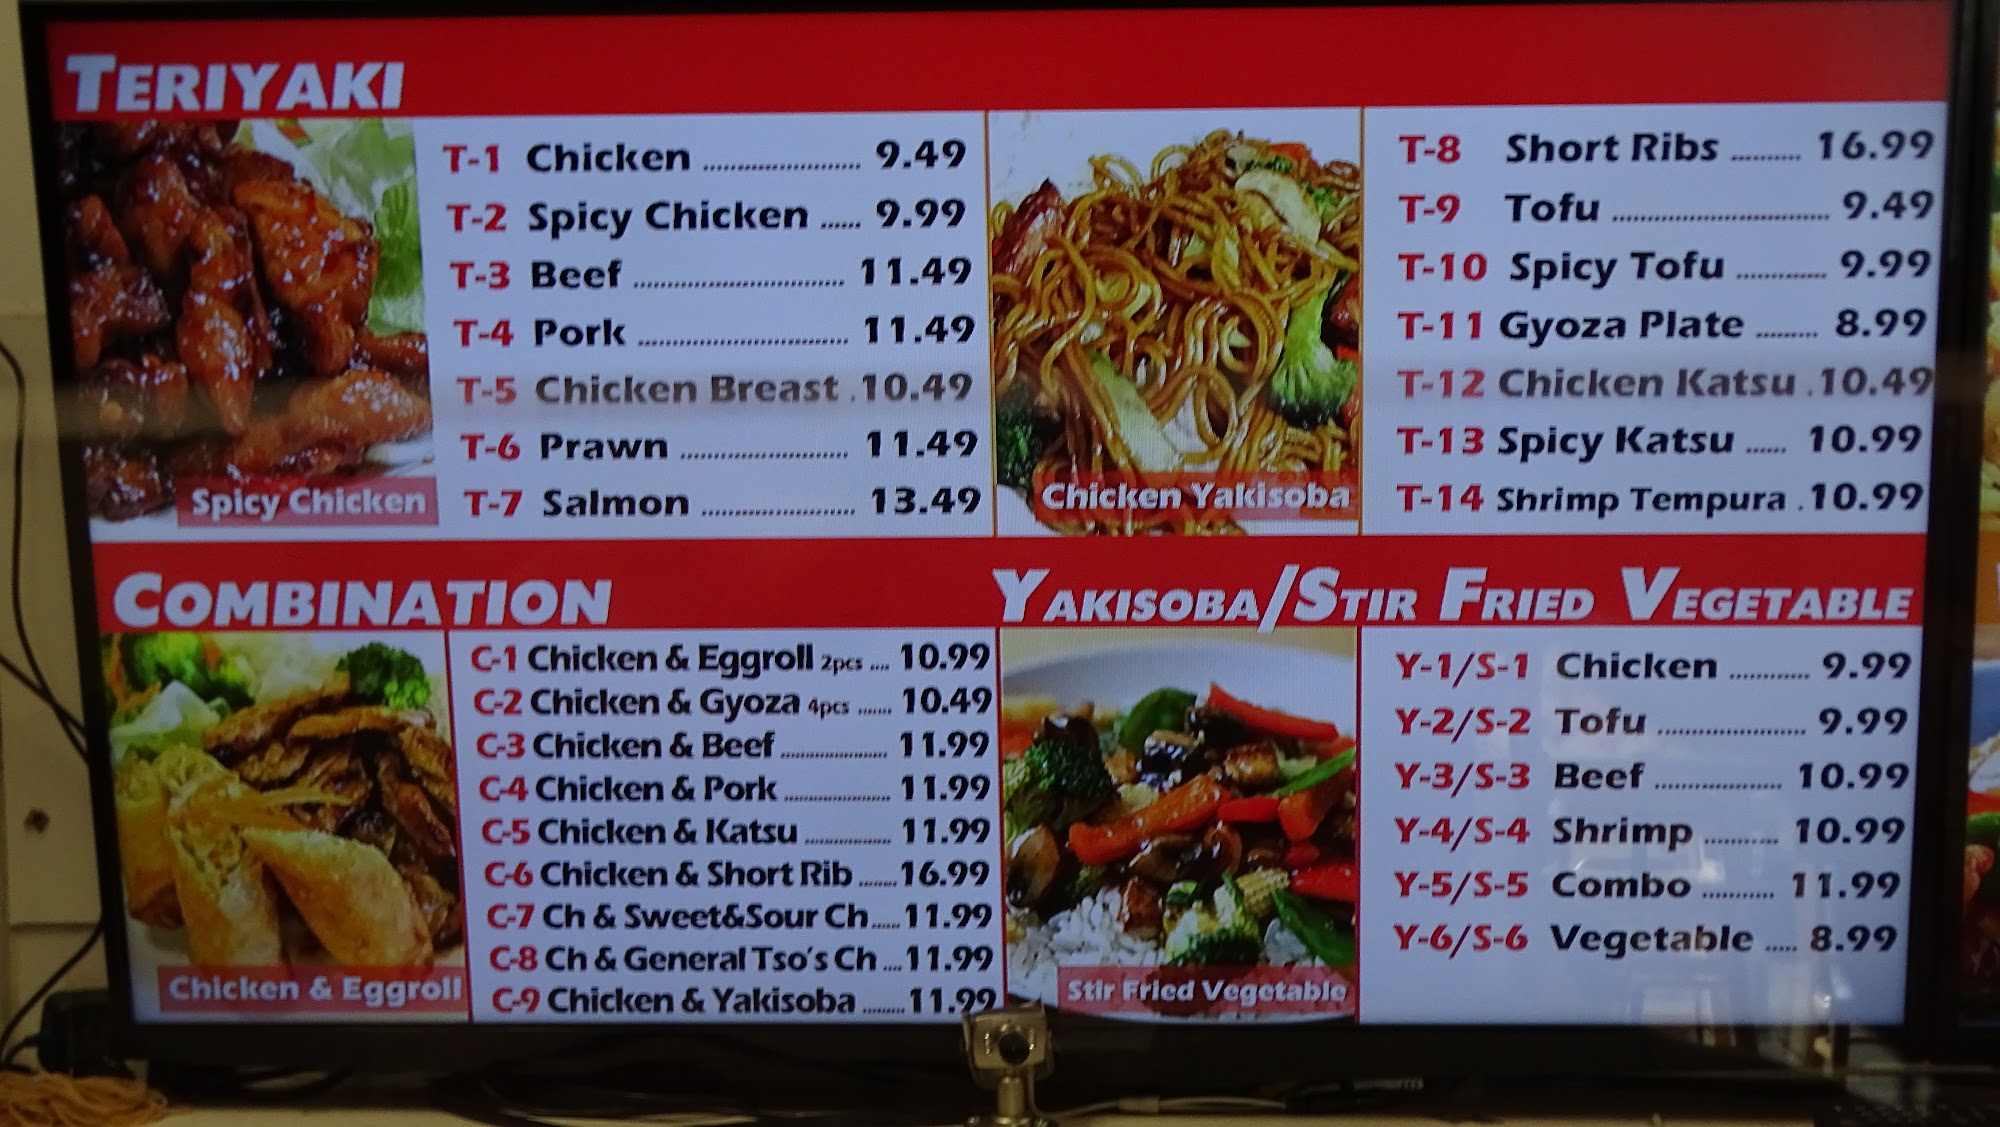 TERIYAKI
T-1 Chicken ........................ 9.49
T-2 Spicy Chicken ...... 9.99
T-3 Beef ................................ 11.49
T-4 Pork ................................ 11.49
T-5 Chicken Breast . 10.49
T-6 Prawn ......................... 11.49
T-7 Salmon ....................... 13.49
Spicy Chicken
Chicken Yakisoba
T-8 Short Ribs .......... 16.99
T-9 Tofu ................................ 9.49
T-10 Spicy Tofu ............. 9.99
T-11 Gyoza Plate ......... 8.99
T-12 Chicken Katsu . 10.49
T-13 Spicy Katsu ...... 10.99
T-14 Shrimp Tempura . 10.99
COMBINATION
C-1 Chicken & Eggroll 2pcs .... 10.99
C-2 Chicken & Gyoza 4pcs ....... 10.49
C-3 Chicken & Beef ...................... 11.99
C-4 Chicken & Pork ...................... 11.99
C-5 Chicken & Katsu .................. 11.99
C-6 Chicken & Short Rib ....... 16.99
C-7 Ch & Sweet&Sour Ch..... 11.99
C-8 Ch & General Tso's Ch .... 11.99
C-9 Chicken & Yakisoba ......... 11.99
Chicken & Eggroll
YAKISOBA/STIR FRIED VEGETABLE
Stir Fried Vegetable
Y-1/S-1 Chicken ............ 9.99
Y-2/S-2 Tofu ...................... 9.99
Y-3/S-3 Beef ................... 10.99
Y-4/S-4 Shrimp ........... 10.99
Y-5/S-5 Combo ........... 11.99
Y-6/S-6 Vegetable ..... 8.99